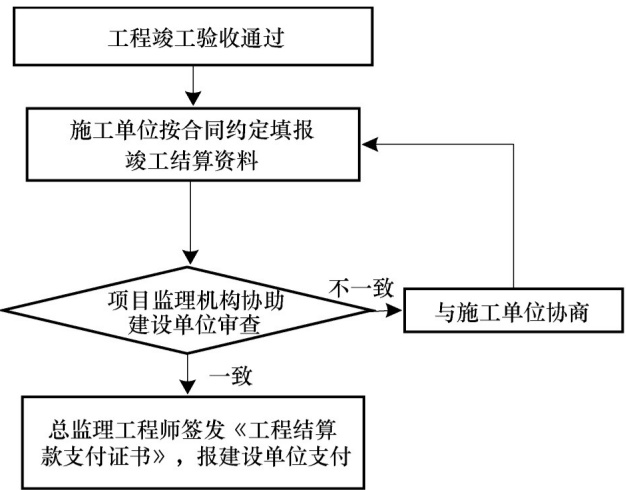 工程竣工验收通过
施工单位按合同约定填报
竣工结算资料
项目监理机构协助
建设单位审查
不一致
与施工单位协商
一致
总监理工程师签发《工程结算
款支付证书》，报建设单位支付